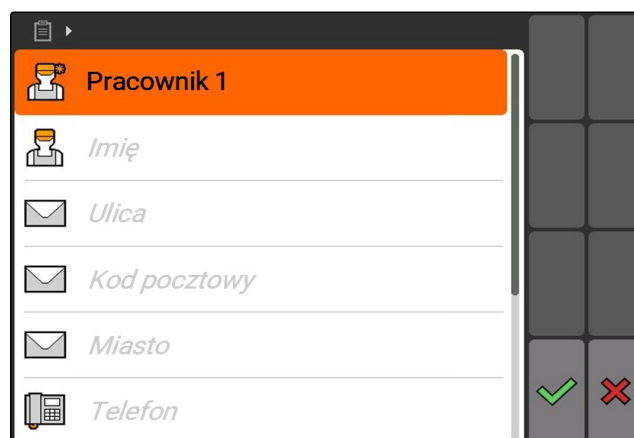 Pracownik 1
Imię
Ulica
Kod pocztowy
Miasto
Telefon